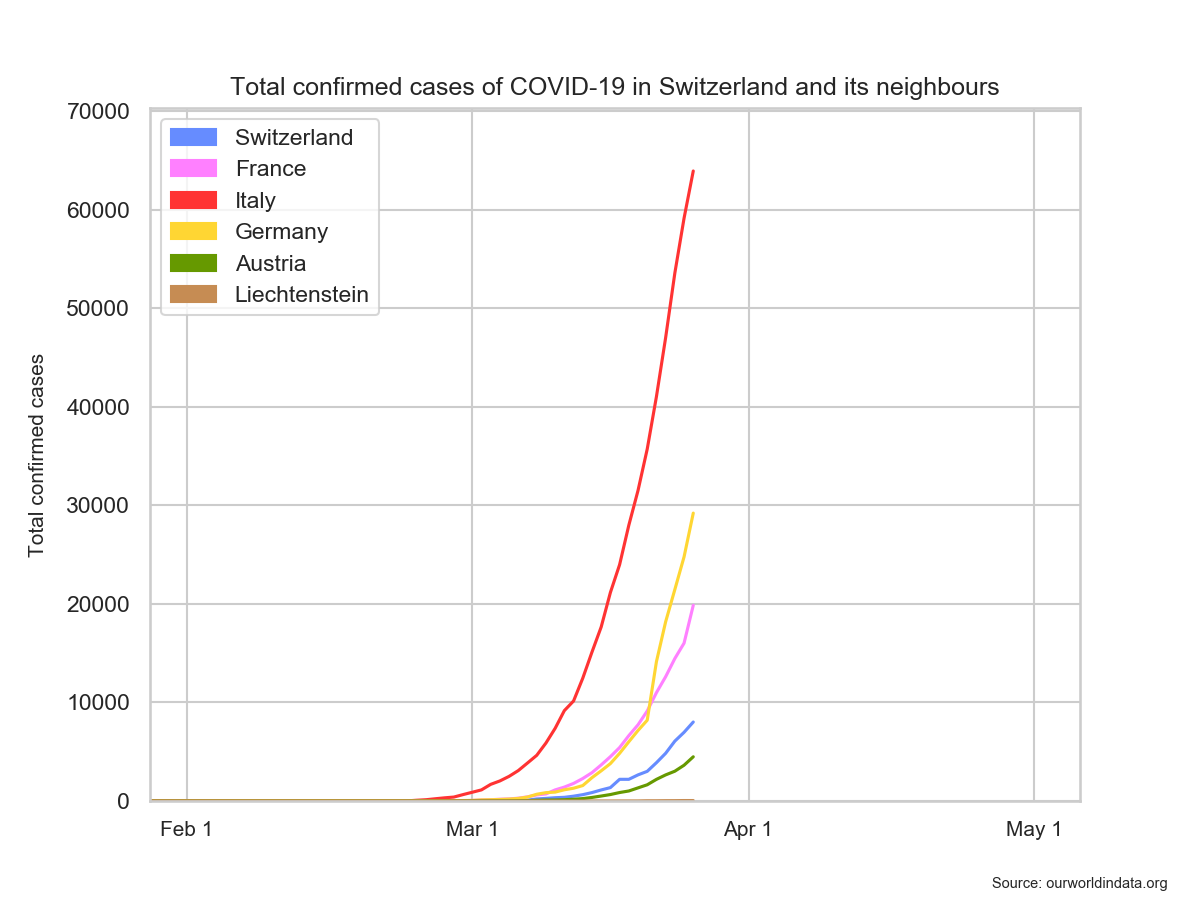 Total confirmed cases of COVID-19 in Switzerland and its neighbours
70000
60000
50000
40000
30000
20000
10000
0
Total confirmed cases
Switzerland
France
Italy
Germany
Austria
Liechtenstein
Feb 1 Mar 1 Apr 1 May 1
Source: ourworldindata.org